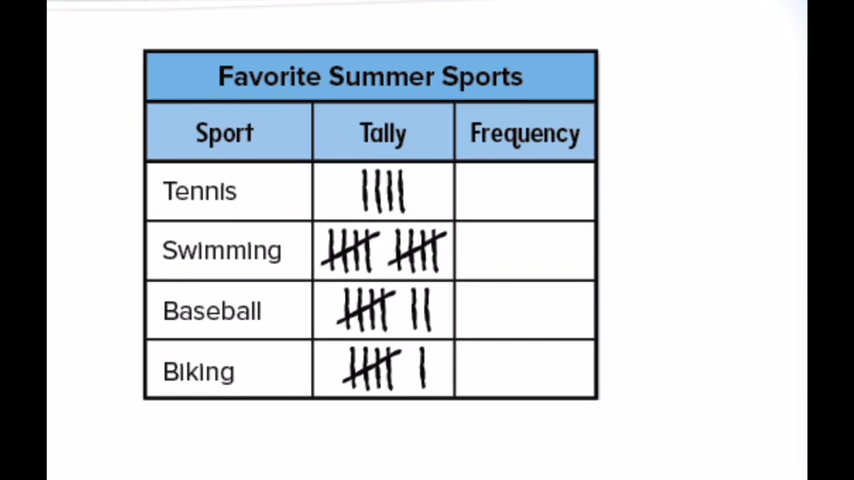 Favorite Summer Sports
Sport Tally Frequency
Tennis
Swimming
Baseball
Biking